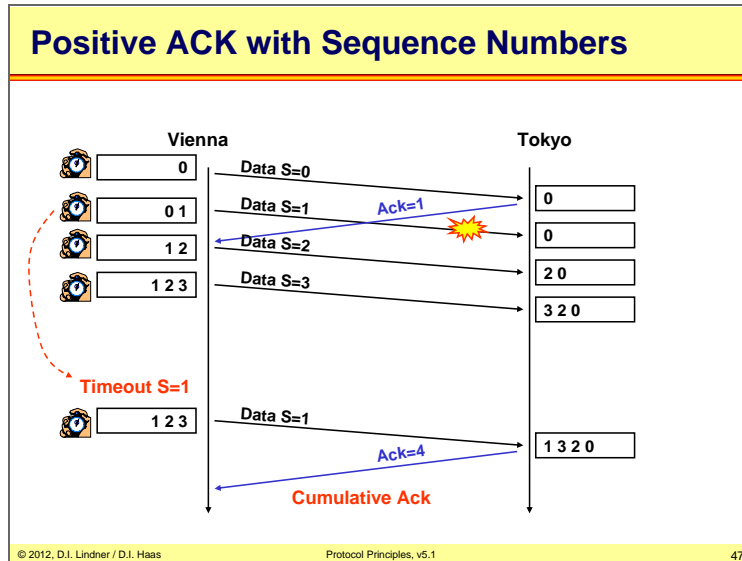 Positive ACK with Sequence Numbers
Vienna
Tokyo
0
Data S=0
0
0 1
Data S=1
Ack=1
0
1 2
Data S=2
2 0
1 2 3
Data S=3
3 2 0
Timeout S=1
1 2 3
Data S=1
1 3 2 0
Ack=4
Cumulative Ack
© 2012, D.I. Lindner / D.I. Haas
Protocol Principles, v5.1
47